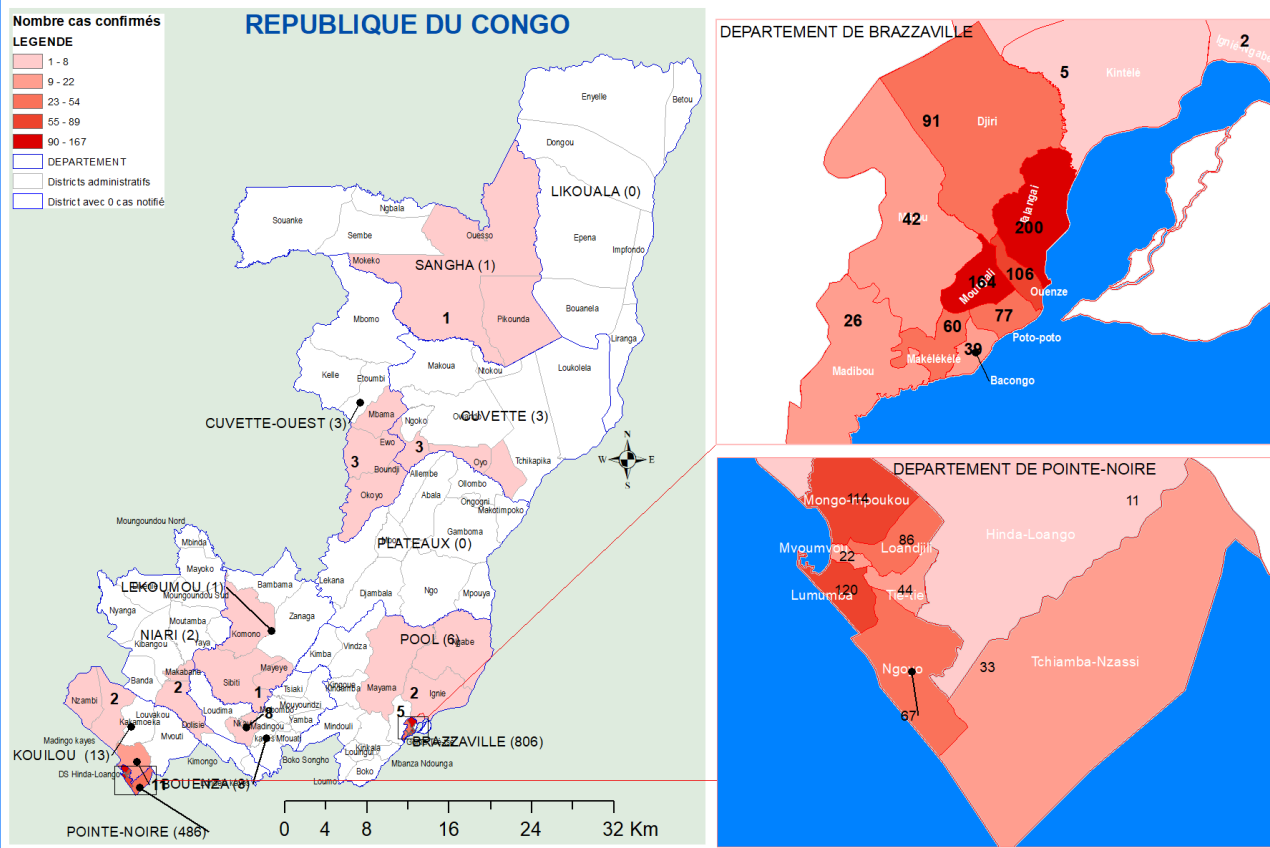 Nombre cas confirmés
LEGENDE
1 - 8
9 - 22
23 - 54
55 - 89
90 - 167
DEPARTEMENT
Districts administratifs
District avec 0 cas notifié
REPUBLIQUE DU CONGO
Enyelle
Betou
Dongou
LIKOUALA (0)
Souanke
Ngbala
Sembe
Ouesso
Epena
Impfondo
Mokeko
SANGHA (1)
1
Pikounda
Bouanela
Mbomo
Liranga
Makoua
Ntokou
Loukolela
Kelle
Etoumbi
CUVETTE-OUEST (3)
Mbama
Ngoko
CUVETTE (3)
Ewo
3
3
Boundji
Oyo
Tchikapika
Allembe
Okoyo
Abala
Ollombo
Ongogni
Makotimpoko
Gamboma
PLATEAUX (0)
N
W
E
S
Moungoundou Nord
Mbinda
Mayoko
LEKOUMOU (1)
Moungoundou Sud
Bambama
Lekana
Djambala
Ngo
Mpouya
Nyanga
Moutamba
Zanaga
NIARI (2)
Yaya
Komono
Kibangou
Vindza
POOL (6)
Ngabe
Kimba
Makabana
Mayeye
Banda
Sibiti
2
1
Tsiaki
Kingoue
Kindamba
Mayama
2
Ignie
Nzambi
2
Louvakou
Kakamoeka
Loudima
Mouyoundzi
5
Dolisie
8
Yamba
Madingou
Mindouli
Madingo kayes
Mvouti
Mfouati
Kinkala
BRAZZAVILLE (806)
KOUILOU (13)
Kimongo
Boko Songho
Louingui
Mbanza Ndounga
DS Hinda-Loango
11
BOUENZA (8)
Loumo
Boko
POINTE-NOIRE (486)
0 4 8 16 24 32 Km
DEPARTEMENT DE BRAZZAVILLE
2
5
Kintélé
91
Djiri
42
200
106
164
Ouenze
26
60
77
Poto-poto
39
Makélékélé
Madibou
Bacongo
DEPARTEMENT DE POINTE-NOIRE
Mongo-mpoukou
114
11
Hinda-Loango
86
Mvoumvou
Loandjili
22
Lumumba
120
44
Tié-tié
Ngoyo
33
Tchiamba-Nzassi
67